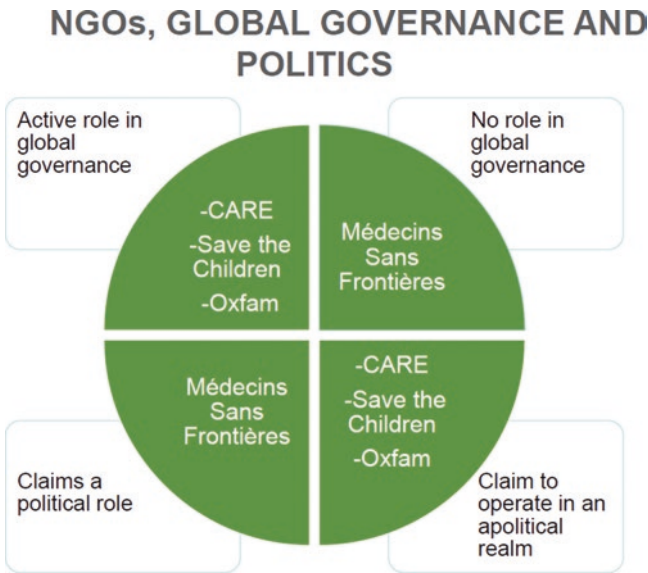 NGOs, GLOBAL GOVERNANCE AND
POLITICS
Active role in
global
governance
No role in
global
governance
-CARE
-Save the
Children
-Oxfam
Médecins
Sans
Frontières
Médecins
Sans
Frontières
-CARE
-Save the
Children
-Oxfam
Claims a
political role
Claim to
operate in an
apolitical
realm